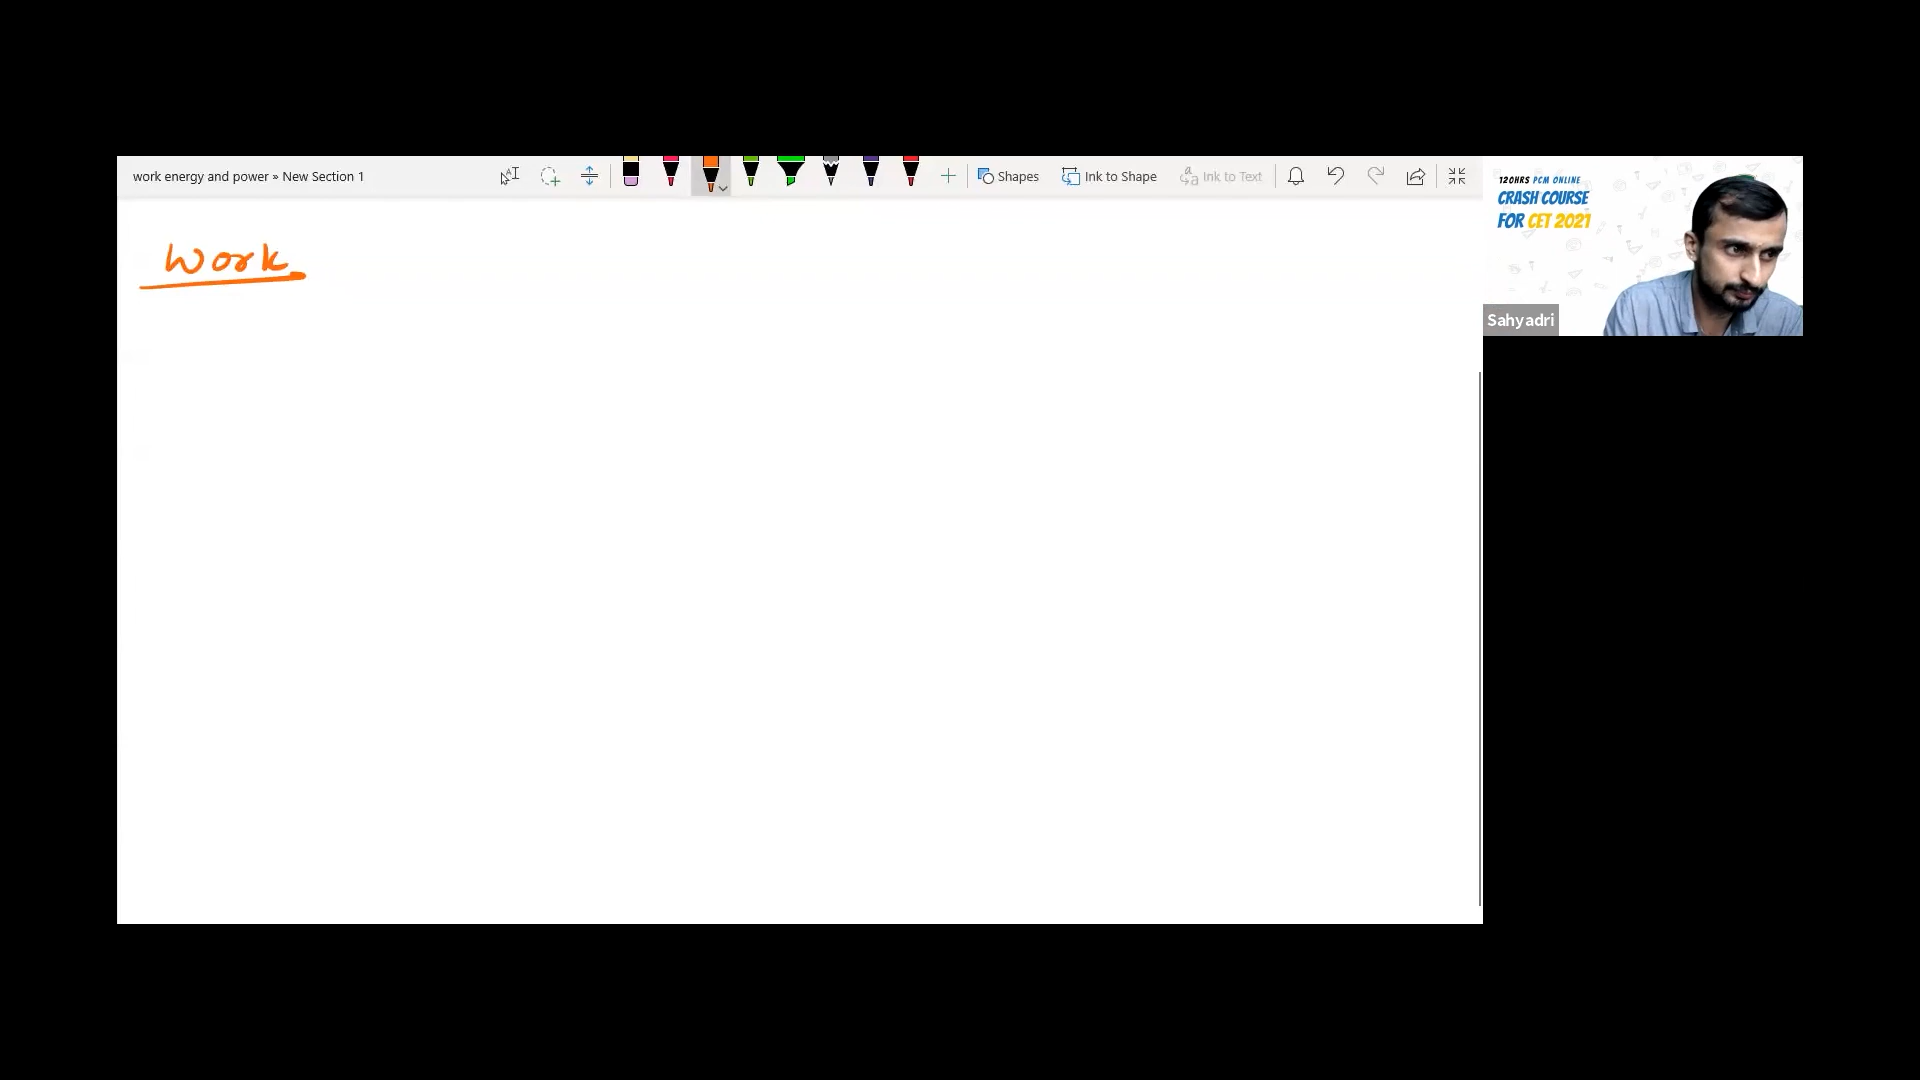 work energy and power » New Section 1
Shapes
Ink to Shape
Ink to Text
Work
120HRS PCM ONLINE
CRASH COURSE
FOR CET 2021
Sahyadri